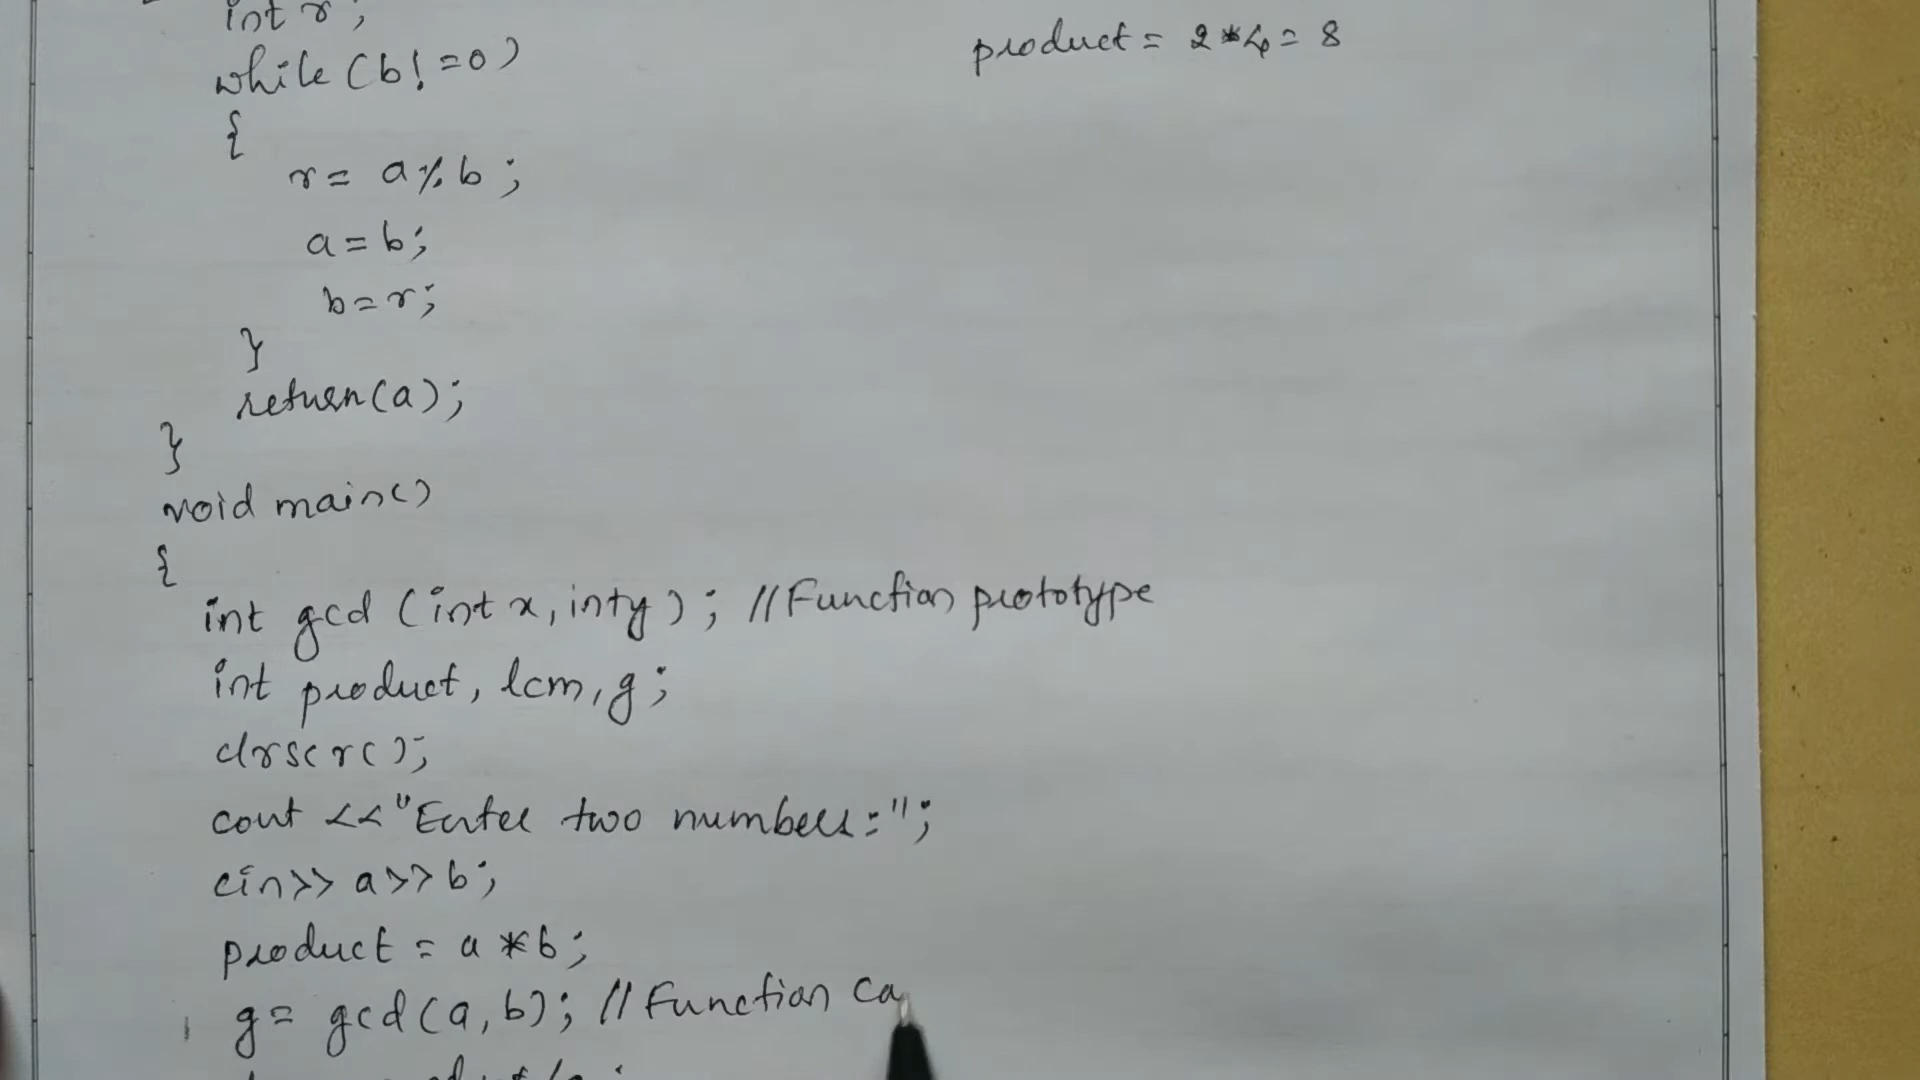 int r;
while (b!=0)
{
r= a%b;
a=b;
b=r;
}
return(a);
}
void main()
{
int gcd (int x, int y); //Function prototype
int product, lcm, g;
clrscr();
cout <<"Enter two numbers:";
cin>> a>>b;
product = a *b;
g= gcd(a,b); //Function ca
product = 2*4= 8